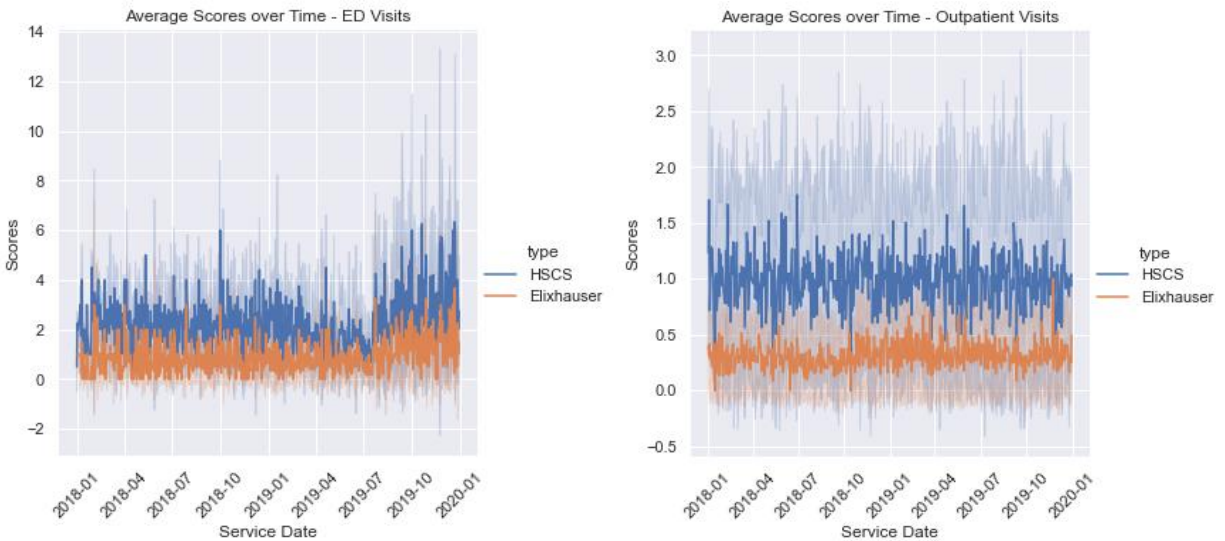 Average Scores over Time - ED Visits
14
12
10
8
6
4
2
0
−2
Scores
2018-01
2018-04
2018-07
2018-10
2019-01
2019-04
2019-07
2019-10
2020-01
Service Date
type
HSCS
Elixhauser
Average Scores over Time - Outpatient Visits
3.0
2.5
2.0
1.5
1.0
0.5
0.0
−0.5
Scores
2018-01
2018-04
2018-07
2018-10
2019-01
2019-04
2019-07
2019-10
2020-01
Service Date
type
HSCS
Elixhauser